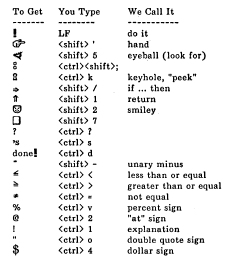 To Get You Type We Call It
------ -------- ----------
! LF do it
☞ <shift> ' hand
<shift> 5 eyeball (look for)
<ctrl><shift>; 
<ctrl> k keyhole, "peek"
⇒ <shift> / if ... then
⇑ <shift> 1 return
☺ <shift> 2 smiley
❏ <shift> 7
? ? <ctrl> ?
's <ctrl> s
done! <ctrl> d
<shift> - unary minus
≤ <ctrl> < less than or equal
≥ <ctrl> > greater than or equal
≠ <ctrl> = not equal
% <ctrl> v percent sign
@ <ctrl> 2 "at" sign
! <ctrl> 1 explanation
" <ctrl> o double quote sign
$ <ctrl> 4 dollar sign